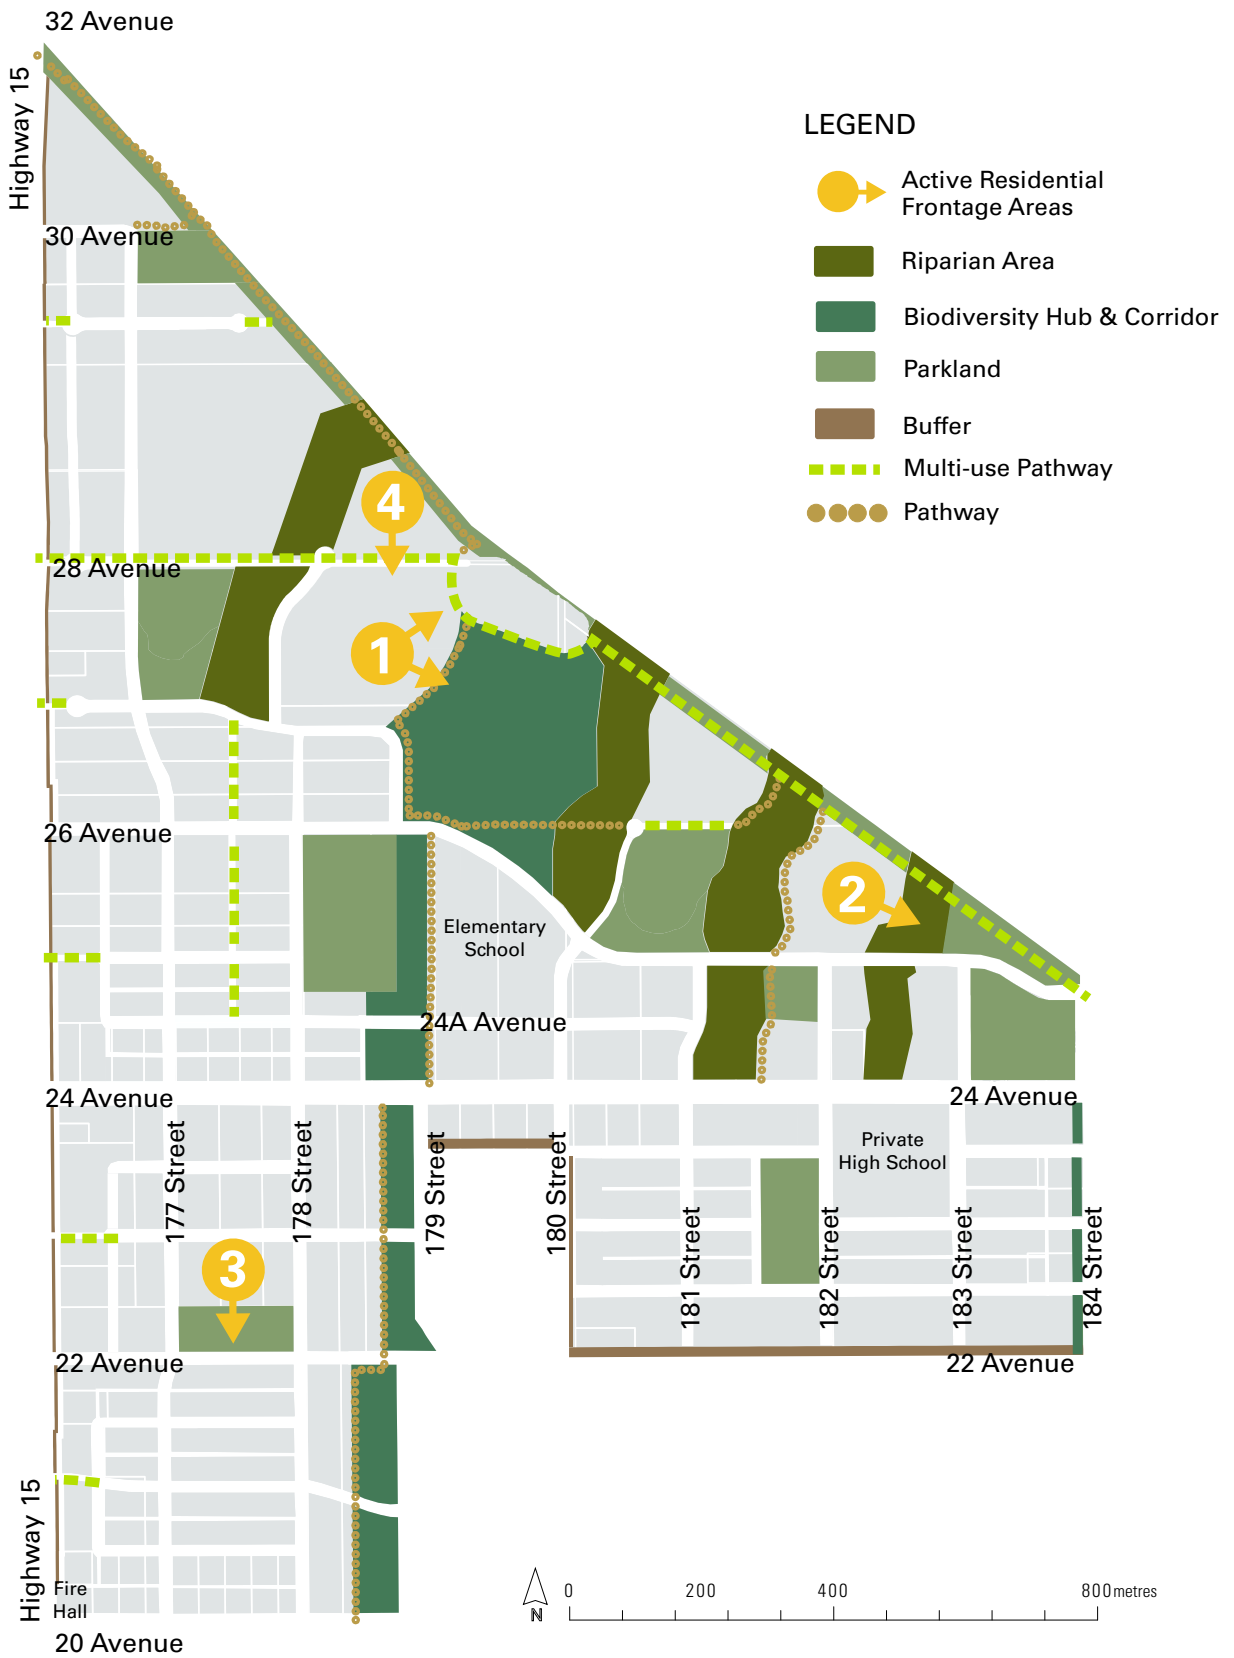 32 Avenue
Highway 15
LEGEND
Active Residential
Frontage Areas
30 Avenue
Riparian Area
Biodiversity Hub & Corridor
Parkland
Buffer
Multi-use Pathway
4
Pathway
28 Avenue
1
26 Avenue
2
Elementary
School
24A Avenue
24 Avenue
24 Avenue
177 Street
178 Street
179 Street
180 Street
Private
High School
181 Street
182 Street
183 Street
184 Street
3
22 Avenue
22 Avenue
Highway 15
Fire
Hall
N
0 200 400 800 metres
20 Avenue